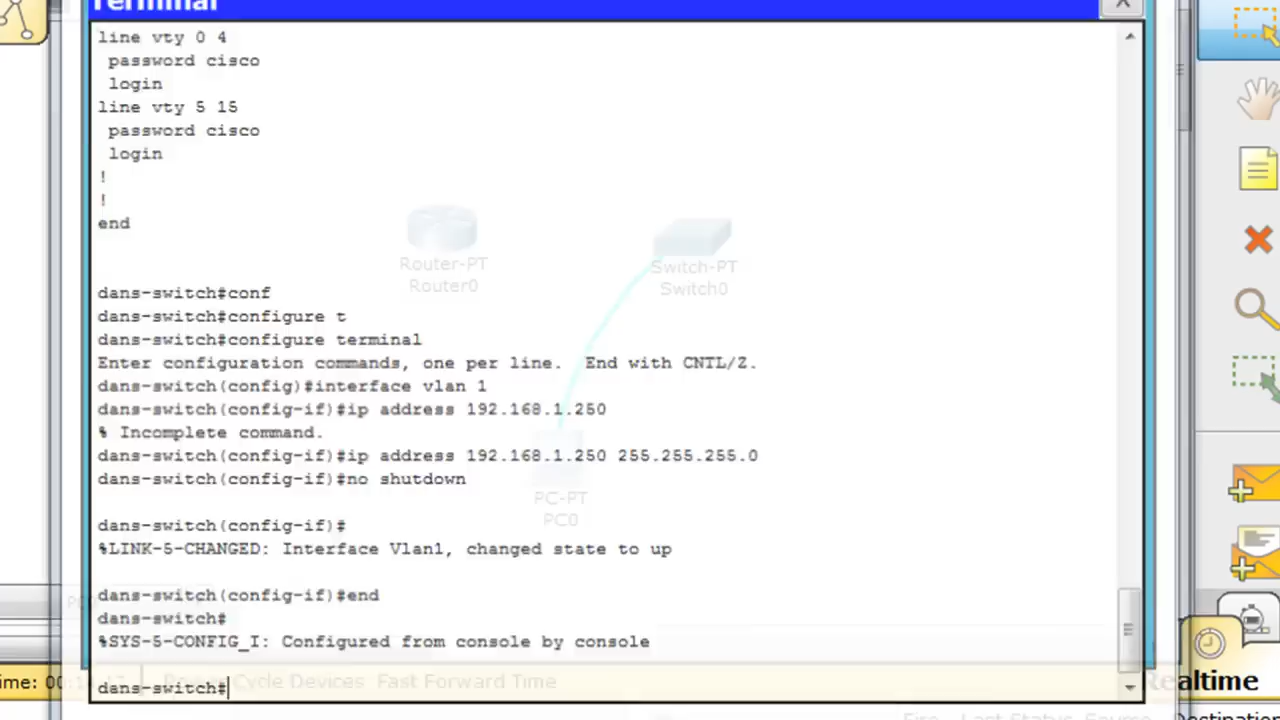 Terminal
line vty 0 4
password cisco
login
line vty 5 15
password cisco
login
!
!
end
Router-PT
Router0
Switch-PT
Switch0
dans-switch#conf
dans-switch#configure t
dans-switch#configure terminal
Enter configuration commands, one per line.  End with CNTL/Z.
dans-switch(config)#interface vlan 1
dans-switch(config-if)#ip address 192.168.1.250
% Incomplete command.
dans-switch(config-if)#ip address 192.168.1.250 255.255.255.0
dans-switch(config-if)#no shutdown
PC-PT
PC0
dans-switch(config-if)#
%LINK-5-CHANGED: Interface Vlan1, changed state to up
dans-switch(config-if)#end
dans-switch#
%SYS-5-CONFIG_I: Configured from console by console
dans-switch#
Cycle Devices  Fast Forward Time
Realtime
Fire
Last Status